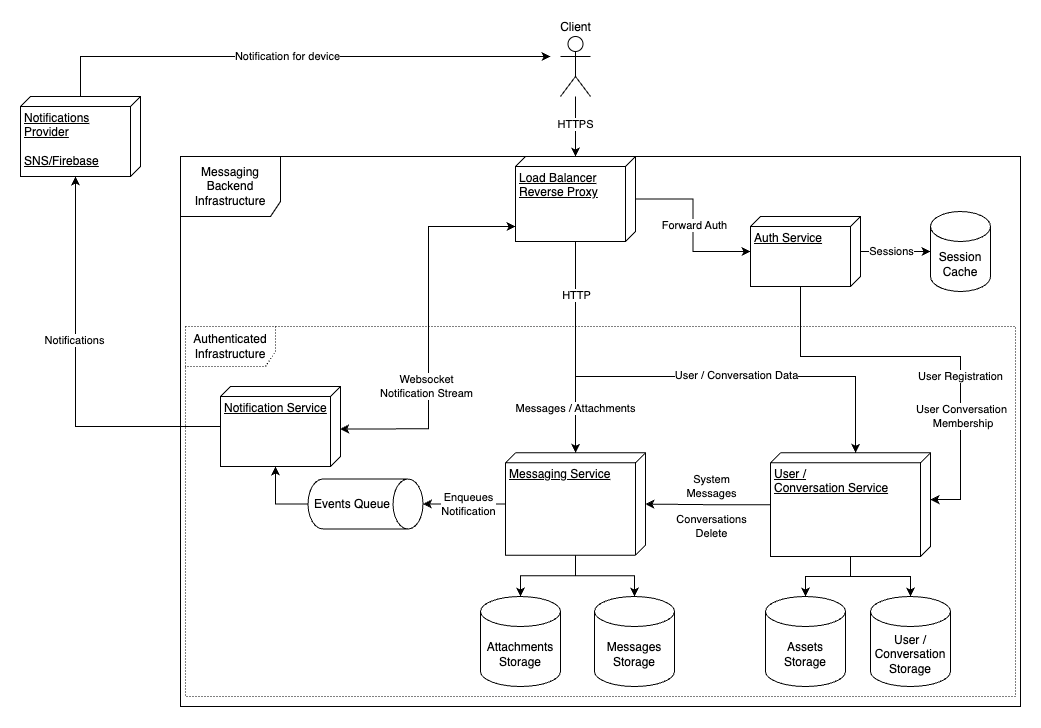 Client
Notification for device
Notifications
Provider
SNS/Firebase
HTTPS
Messaging
Backend
Infrastructure
Load Balancer
Reverse Proxy
Forward Auth
Auth Service
Sessions
Session
Cache
HTTP
Authenticated
Infrastructure
Notifications
Websocket
Notification Stream
User / Conversation Data
User Registration
Notification Service
Messages / Attachments
User Conversation
Membership
Messaging Service
User /
Conversation Service
System
Messages
Conversations
Delete
Enqueues
Notification
Events Queue
Attachments
Storage
Messages
Storage
Assets
Storage
User /
Conversation
Storage